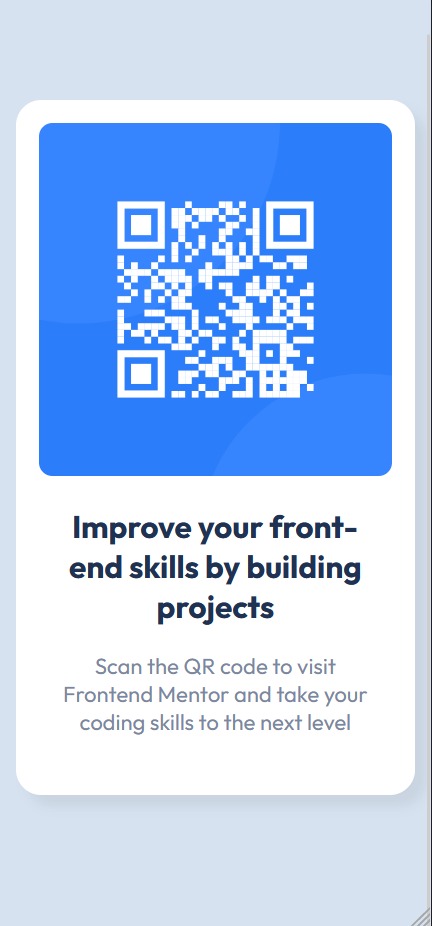 Improve your front-
end skills by building
projects
Scan the QR code to visit
Frontend Mentor and take your
coding skills to the next level